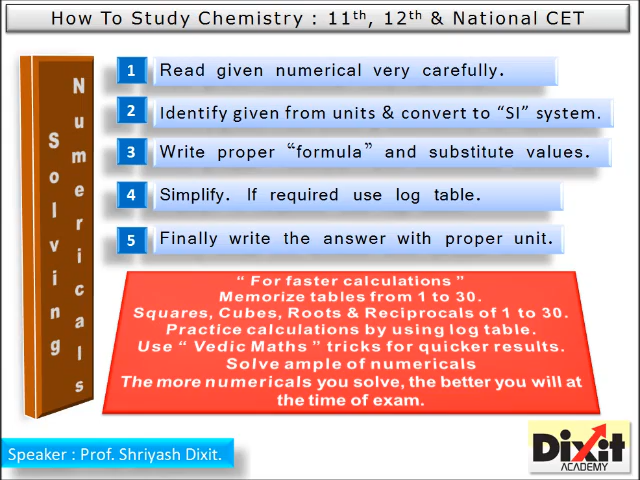 How To Study Chemistry : 11th, 12th & National CET
Solving
Numericals
1 Read given numerical very carefully.
2 Identify given from units & convert to “SI” system.
3 Write proper “formula” and substitute values.
4 Simplify. If required use log table.
5 Finally write the answer with proper unit.
“ For faster calculations ”
Memorize tables from 1 to 30.
Squares, Cubes, Roots & Reciprocals of 1 to 30.
Practice calculations by using log table.
Use “ Vedic Maths ” tricks for quicker results.
Solve ample of numericals
The more numericals you solve, the better you will at
the time of exam.
Speaker : Prof. Shriyash Dixit.
Dixit
ACADEMY